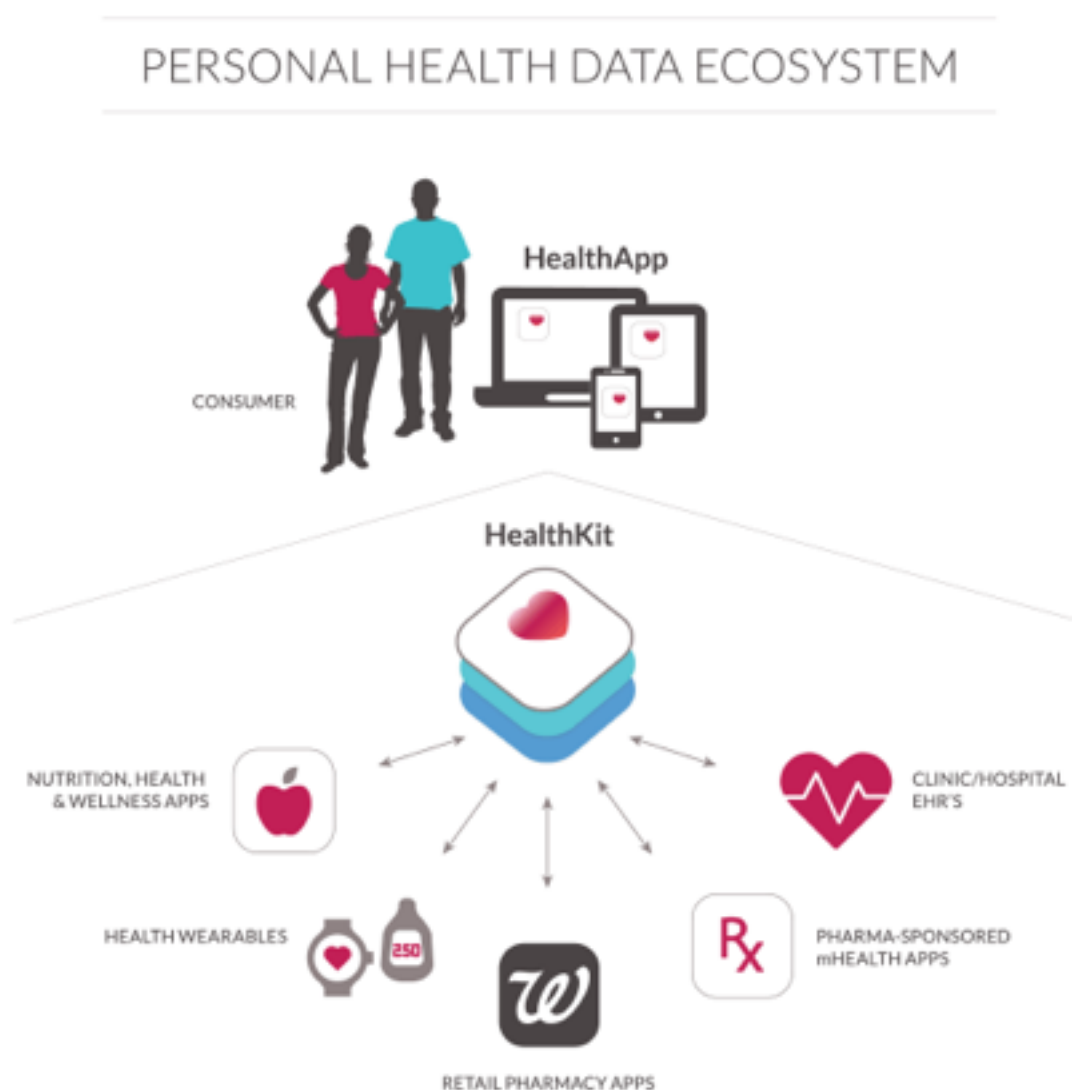 PERSONAL HEALTH DATA ECOSYSTEM
HealthApp
CONSUMER
HealthKit
NUTRITION, HEALTH
& WELLNESS APPS
CLINIC/HOSPITAL
EHR'S
HEALTH WEARABLES
250
Rx
PHARMA-SPONSORED
mHEALTH APPS
W
RETAIL PHARMACY APPS